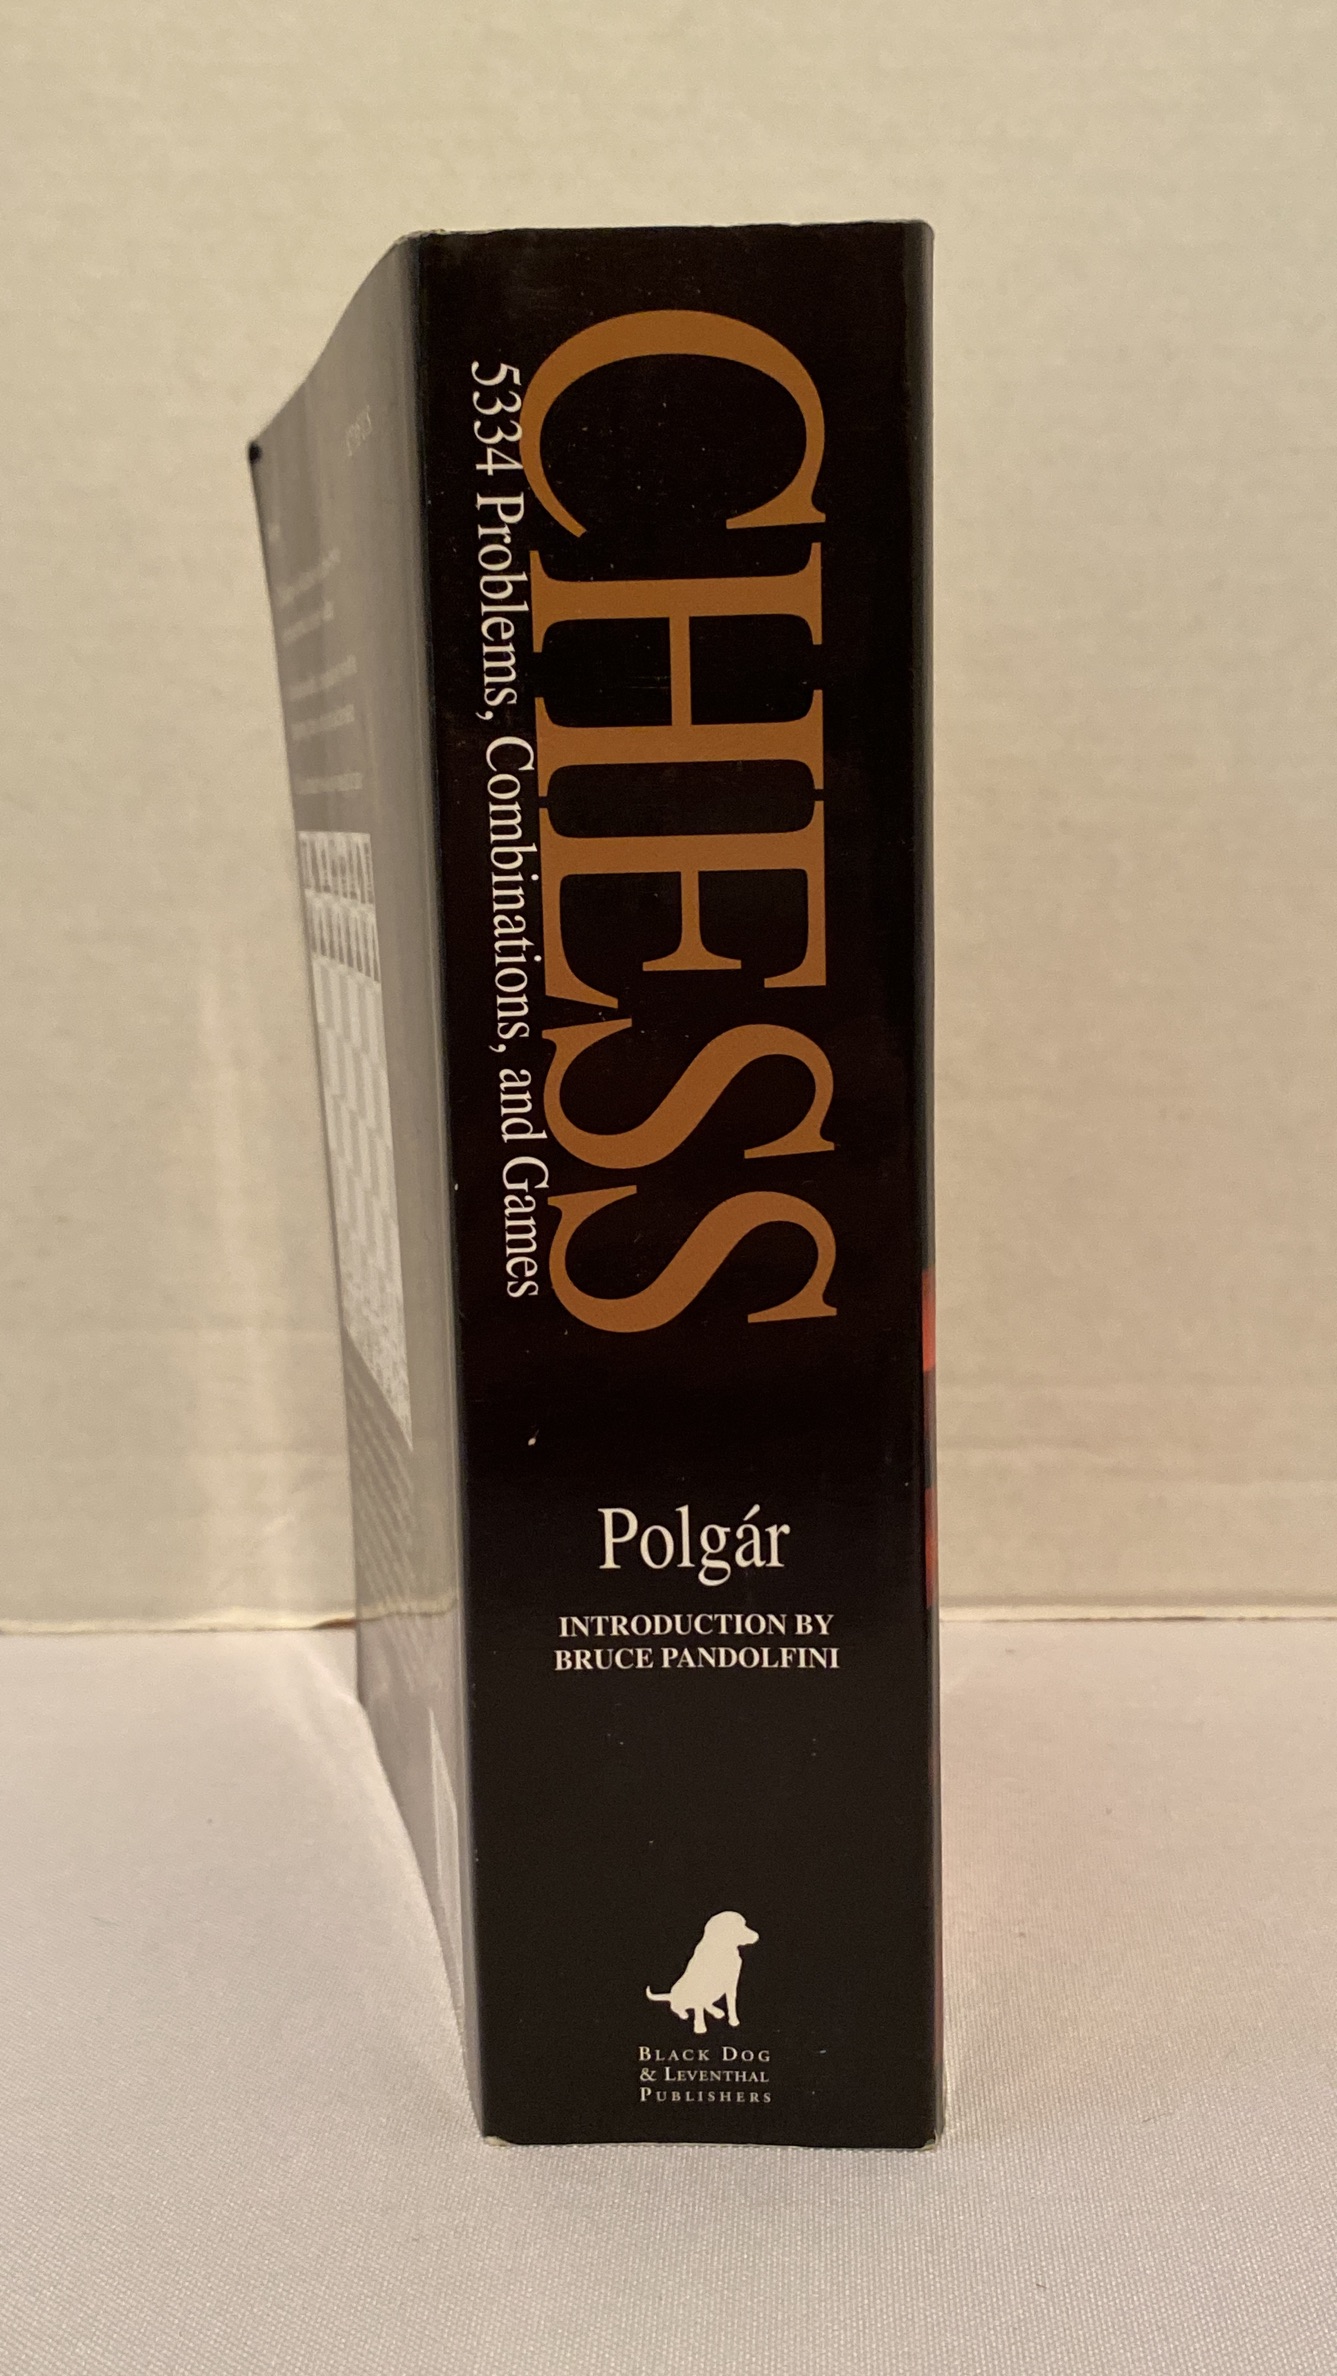 CHESS
5334 Problems, Combinations, and Games
Polgár
INTRODUCTION BY
BRUCE PANDOLFINI
BLACK DOG
& LEVENTHAL
PUBLISHERS